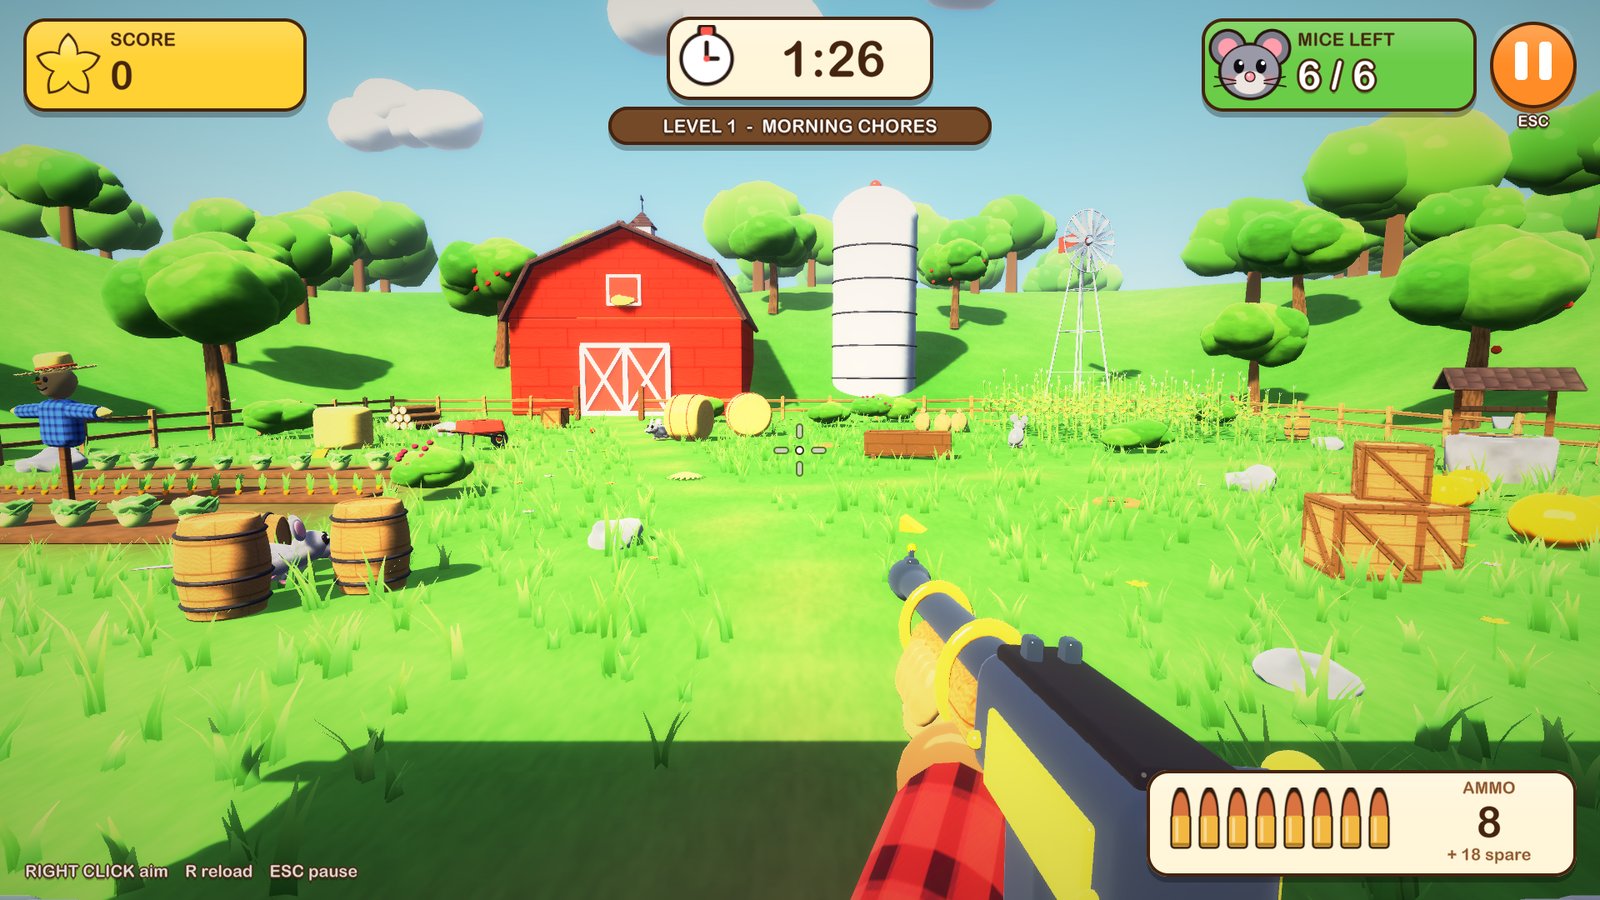 SCORE
0
1:26
LEVEL 1 - MORNING CHORES
MICE LEFT
6 / 6
ESC
AMMO
8
+ 18 spare
RIGHT CLICK aim R reload ESC pause